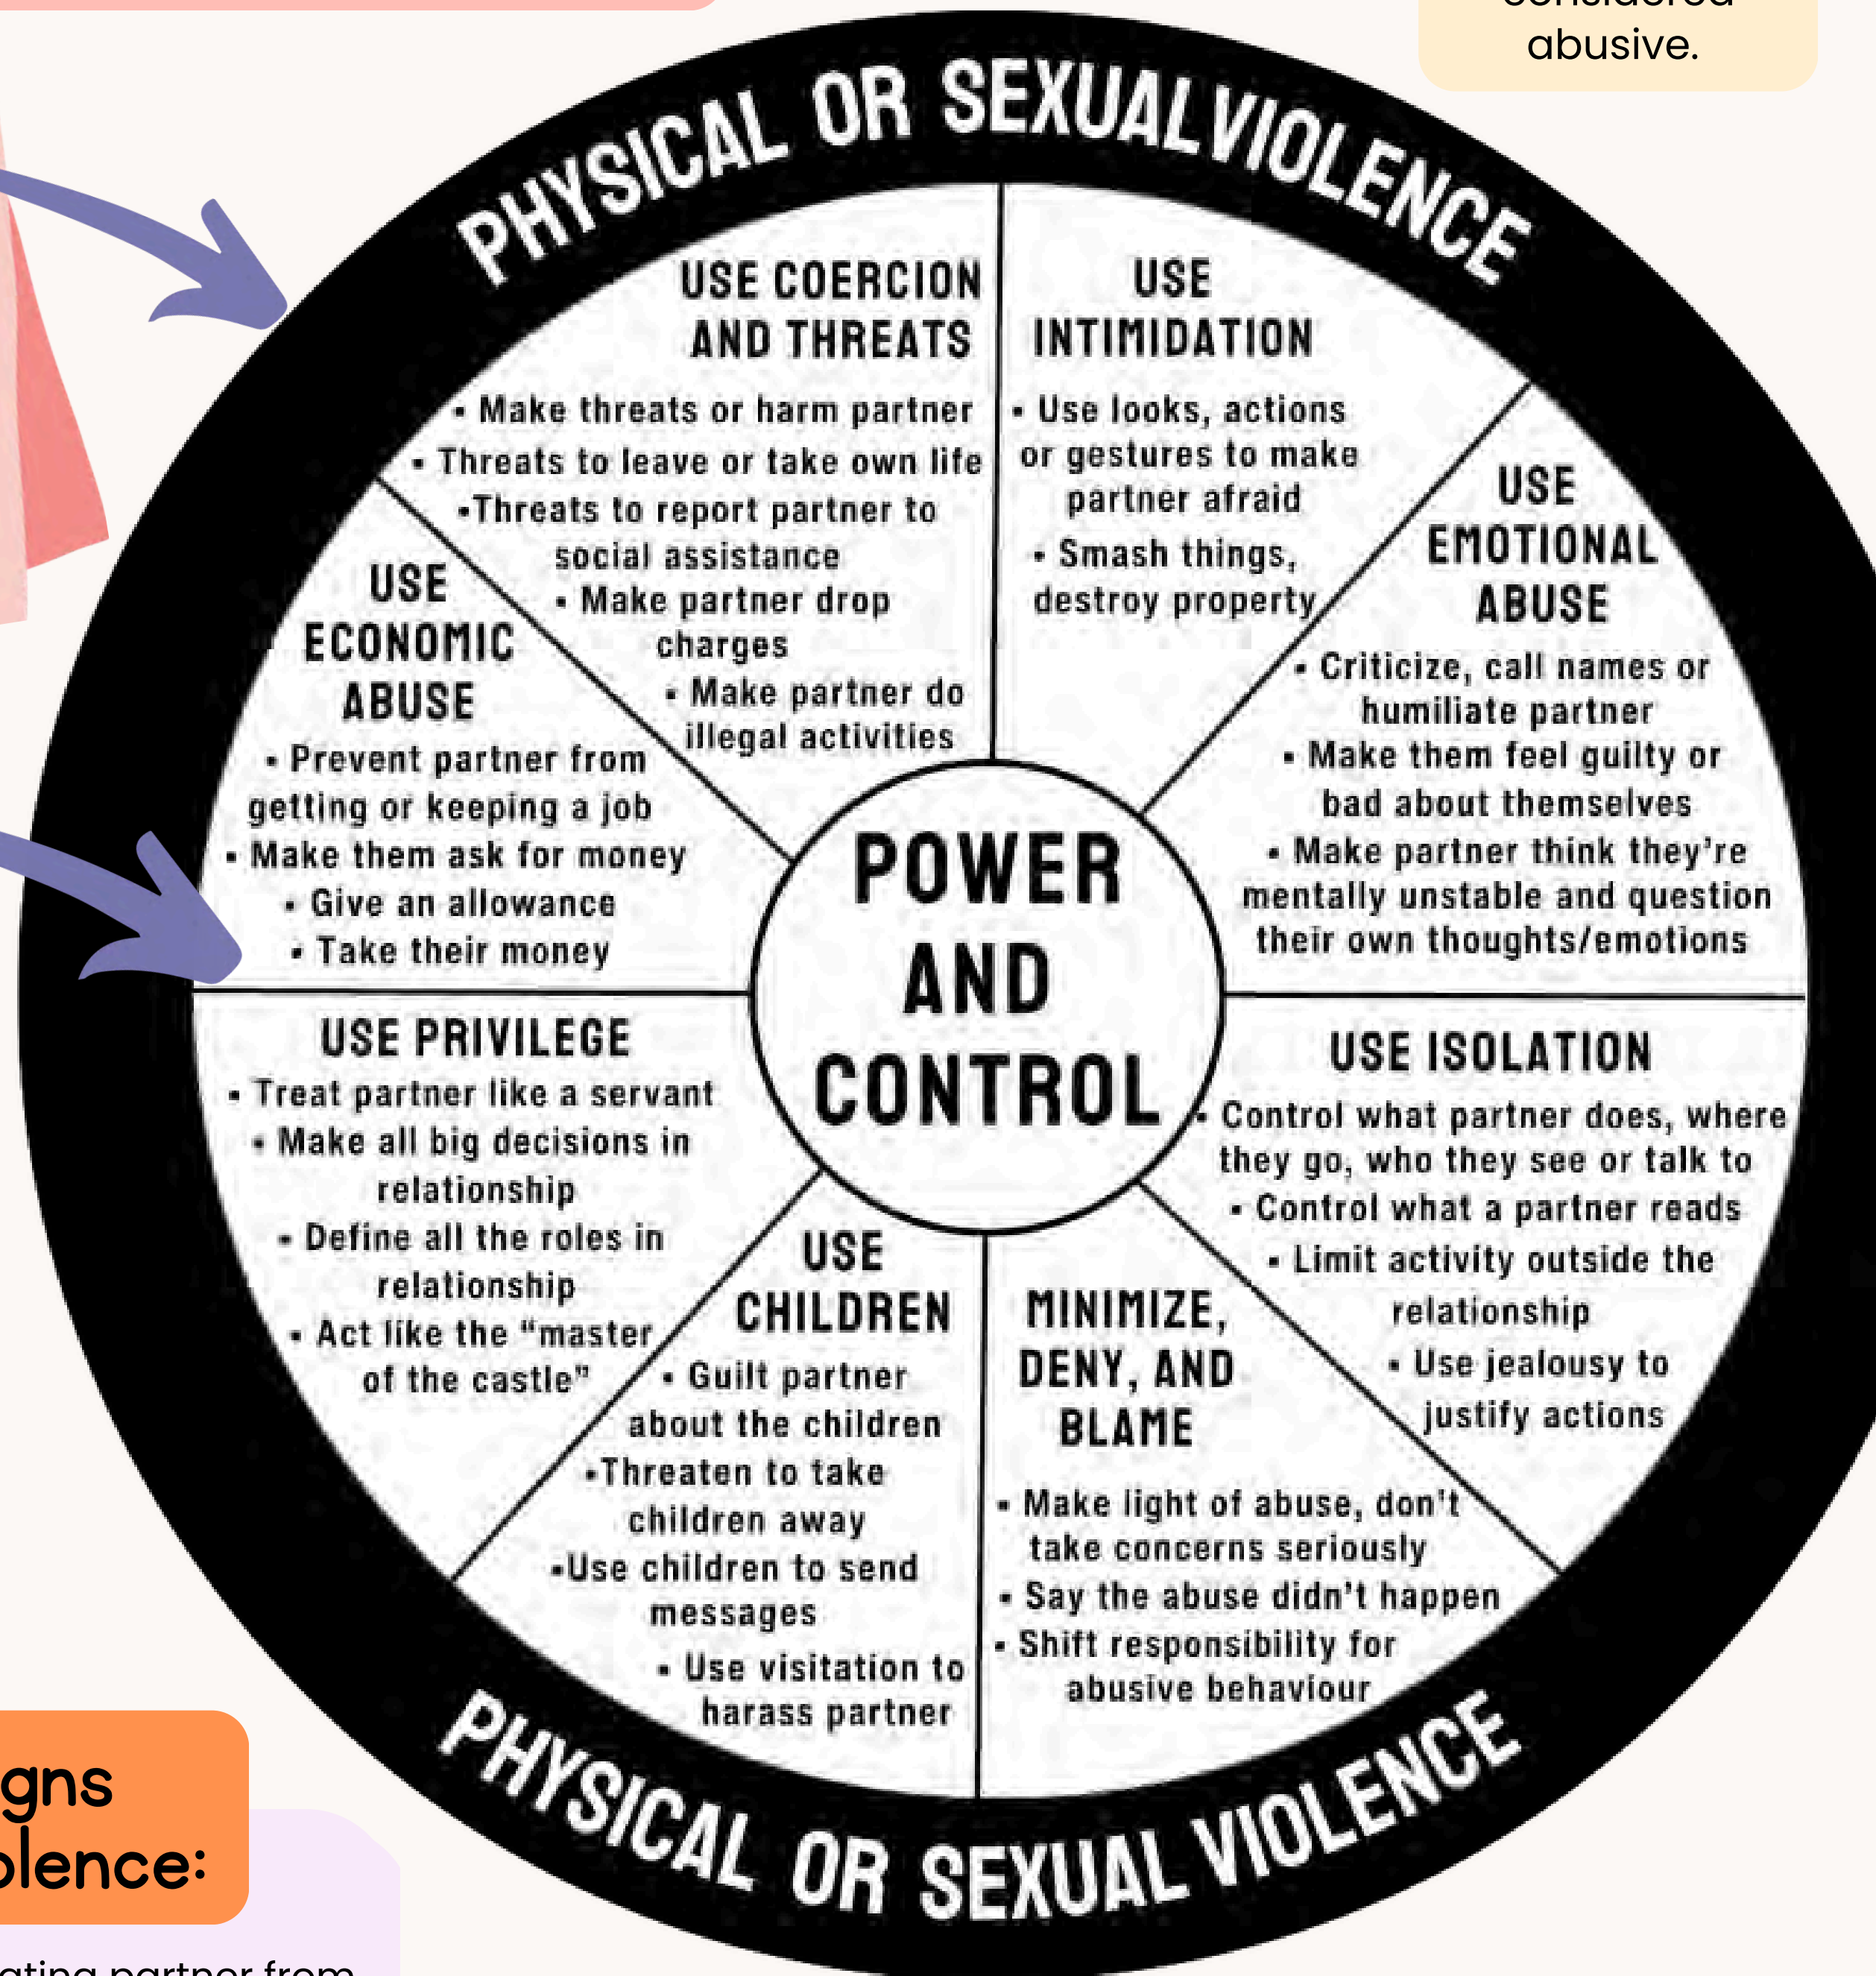 abusive.
PHYSICAL OR SEXUALVIOLENCE
USE COERCION
AND THREATS
▪ Make threats or harm partner
▪ Threats to leave or take own life
▪Threats to report partner to
social assistance
▪ Make partner drop
charges
▪ Make partner do
illegal activities
USE
INTIMIDATION
▪ Use looks, actions
or gestures to make
partner afraid
▪ Smash things,
destroy property
USE
EMOTIONAL
ABUSE
▪ Criticize, call names or
humiliate partner
▪ Make them feel guilty or
bad about themselves
▪ Make partner think they're
mentally unstable and question
their own thoughts/emotions
USE
ECONOMIC
ABUSE
▪ Prevent partner from
getting or keeping a job
▪ Make them ask for money
▪ Give an allowance
▪ Take their money
POWER
AND
CONTROL
USE PRIVILEGE
▪ Treat partner like a servant
▪ Make all big decisions in
relationship
▪ Define all the roles in
relationship
▪ Act like the “master
of the castle”
USE ISOLATION
▪ Control what partner does, where
they go, who they see or talk to
▪ Control what a partner reads
▪ Limit activity outside the
relationship
▪ Use jealousy to
justify actions
USE
CHILDREN
▪ Guilt partner
about the children
▪Threaten to take
children away
▪Use children to send
messages
▪ Use visitation to
harass partner
MINIMIZE,
DENY, AND
BLAME
▪ Make light of abuse, don't
take concerns seriously
▪ Say the abuse didn't happen
▪ Shift responsibility for
abusive behaviour
PHYSICAL OR SEXUAL VIOLENCE
gns
olence:
ating partner from